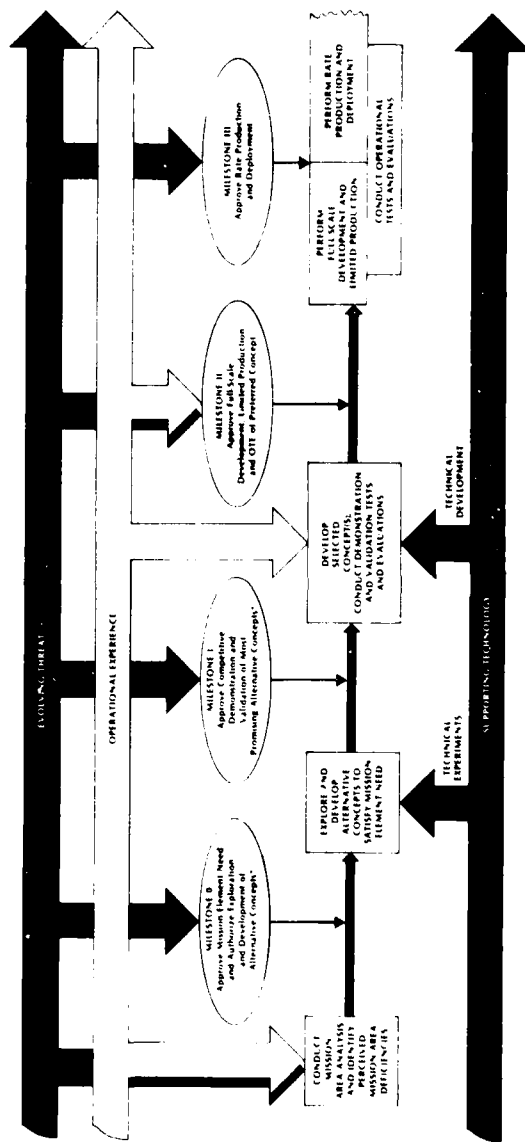 EVOLVING THREAT
OPERATIONAL EXPERIENCE
MILESTONE 0
Approve Mission Element Need
and Authorize Exploration
and Development of
Alternative Concepts*
MILESTONE I
Approve Competitive
Demonstration and
Validation of Most
Promising Alternative Concepts*
MILESTONE II
Approve Full-Scale
Development, Limited Production
and OTE of Preferred Concept
MILESTONE III
Approve Rate Production
and Deployment
CONDUCT
MISSION
AREA ANALYSIS
AND IDENTIFY
PERCEIVED
MISSION AREA
DEFICIENCIES
EXPLORE AND
DEVELOP
ALTERNATIVE
CONCEPTS TO
SATISFY MISSION
ELEMENT NEED
DEVELOP
SELECTED
CONCEPT(S);
CONDUCT DEMONSTRATION
AND VALIDATION TESTS
AND EVALUATIONS
PERFORM
FULL SCALE
DEVELOPMENT AND
LIMITED PRODUCTION
PERFORM RATE
PRODUCTION AND
DEPLOYMENT
CONDUCT OPERATIONAL
TESTS AND EVALUATIONS
TECHNICAL
EXPERIMENTS
TECHNICAL
DEVELOPMENT
SUPPORTING TECHNOLOGY